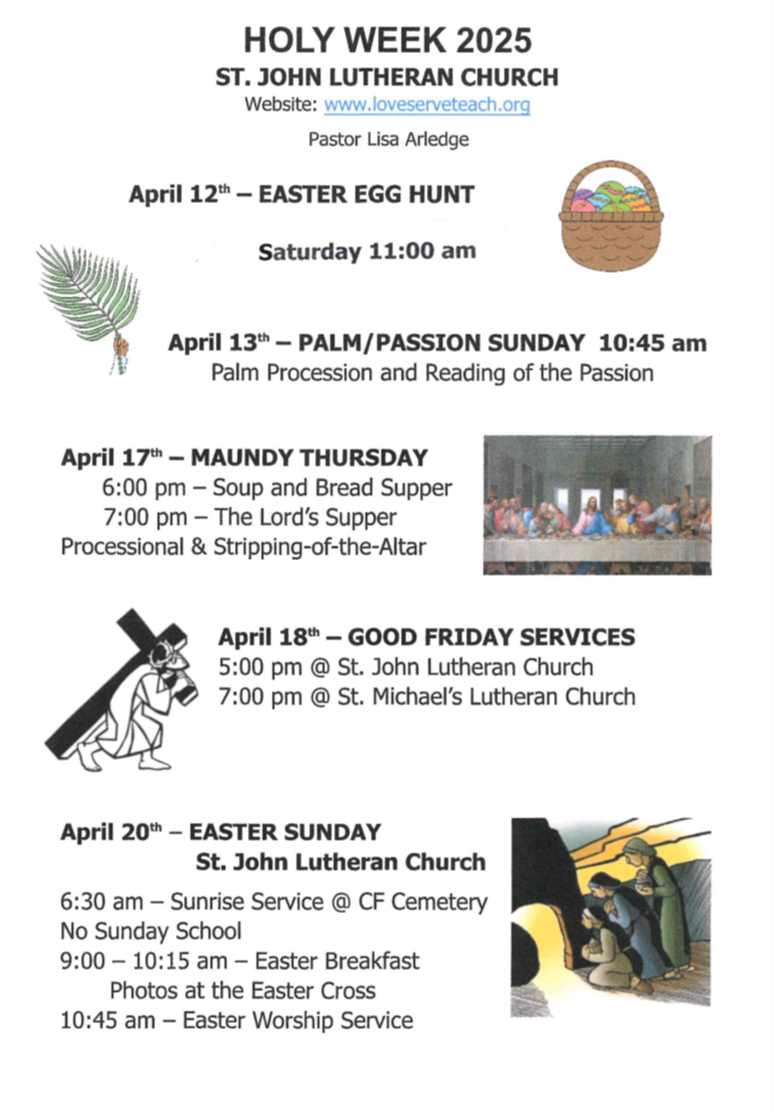 HOLY WEEK 2025
ST. JOHN LUTHERAN CHURCH
Website: www.loveserveteach.org
Pastor Lisa Arledge
April 12th – EASTER EGG HUNT
Saturday 11:00 am
April 13th – PALM/PASSION SUNDAY 10:45 am
Palm Procession and Reading of the Passion
April 17th – MAUNDY THURSDAY
6:00 pm – Soup and Bread Supper
7:00 pm – The Lord's Supper
Processional & Stripping-of-the-Altar
April 18th – GOOD FRIDAY SERVICES
5:00 pm @ St. John Lutheran Church
7:00 pm @ St. Michael's Lutheran Church
April 20th – EASTER SUNDAY
St. John Lutheran Church
6:30 am – Sunrise Service @ CF Cemetery
No Sunday School
9:00 – 10:15 am – Easter Breakfast
Photos at the Easter Cross
10:45 am – Easter Worship Service